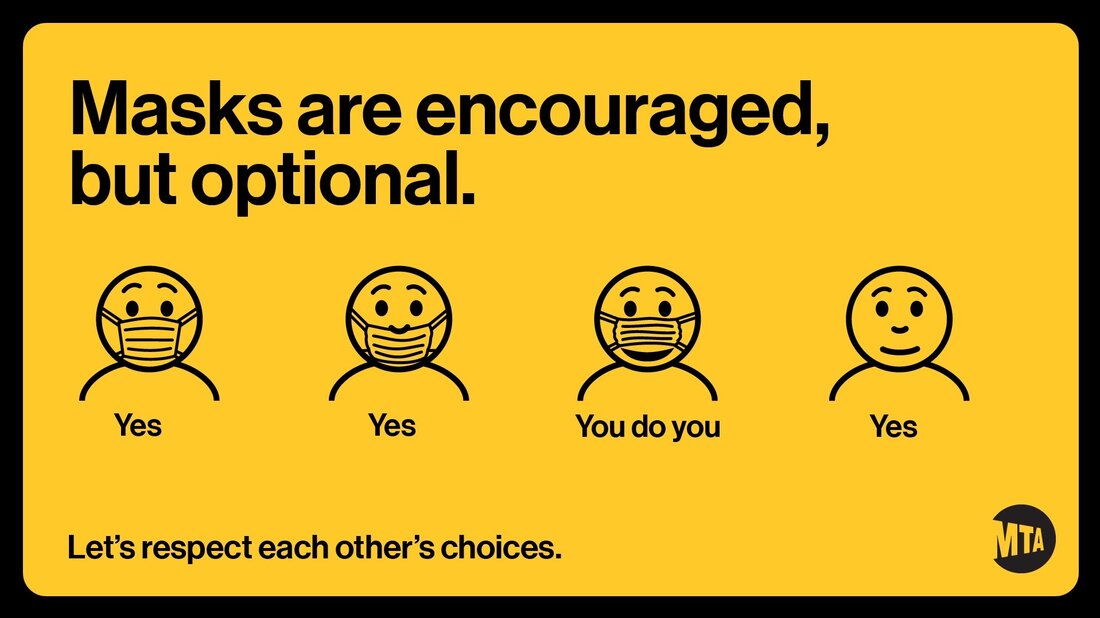 Masks are encouraged,
but optional.
Yes
Yes
You do you
Yes
Let's respect each other's choices.
MTA